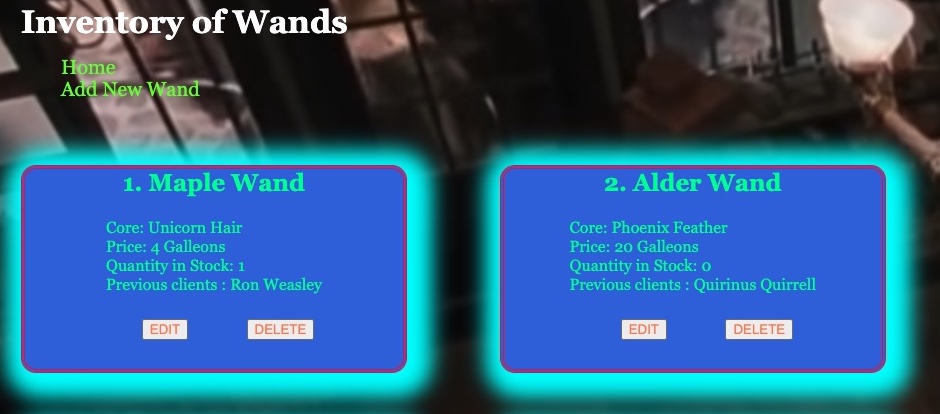 Inventory of Wands
Home
Add New Wand
1. Maple Wand
Core: Unicorn Hair
Price: 4 Galleons
Quantity in Stock: 1
Previous clients : Ron Weasley
EDIT
DELETE
2. Alder Wand
Core: Phoenix Feather
Price: 20 Galleons
Quantity in Stock: 0
Previous clients : Quirinus Quirrell
EDIT
DELETE